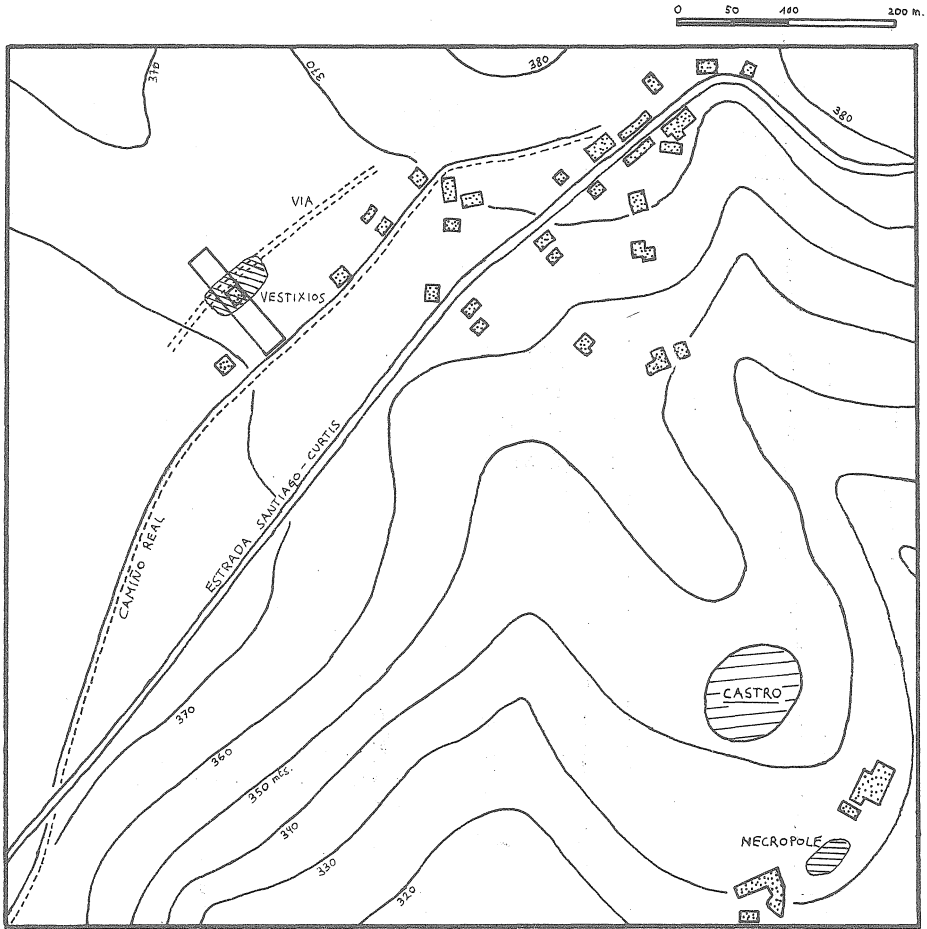 0 50 100 200 m.
370
370
380
380
VIA
VESTIXIOS
ESTRADA SANTIAGO-CURTIS
CAMIÑO REAL
CASTRO
370
360
350 mts.
340
330
320
NECROPOLE